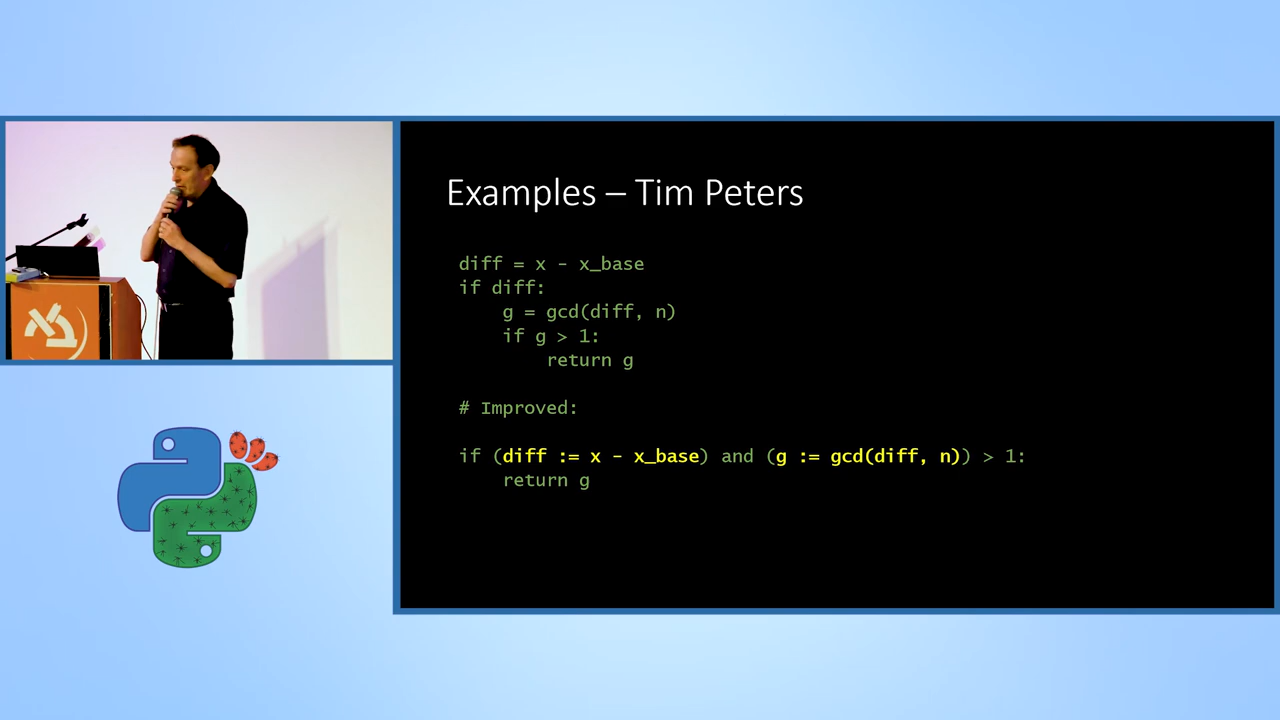 Examples – Tim Peters
diff = x - x_base
if diff:
    g = gcd(diff, n)
    if g > 1:
        return g
# Improved:
if (diff := x - x_base) and (g := gcd(diff, n)) > 1:
    return g